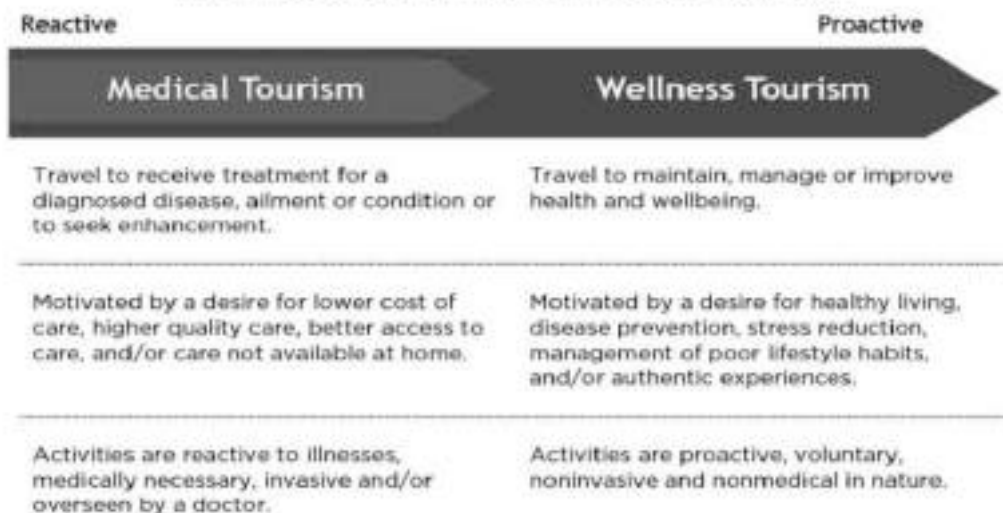 Reactive
Proactive
Medical Tourism
Wellness Tourism
Travel to receive treatment for a
diagnosed disease, ailment or condition or
to seek enhancement.
Travel to maintain, manage or improve
health and wellbeing.
Motivated by a desire for lower cost of
care, higher quality care, better access to
care, and/or care not available at home.
Motivated by a desire for healthy living,
disease prevention, stress reduction,
management of poor lifestyle habits,
and/or authentic experiences.
Activities are reactive to illnesses,
medically necessary, invasive and/or
overseen by a doctor.
Activities are proactive, voluntary,
noninvasive and nonmedical in nature.